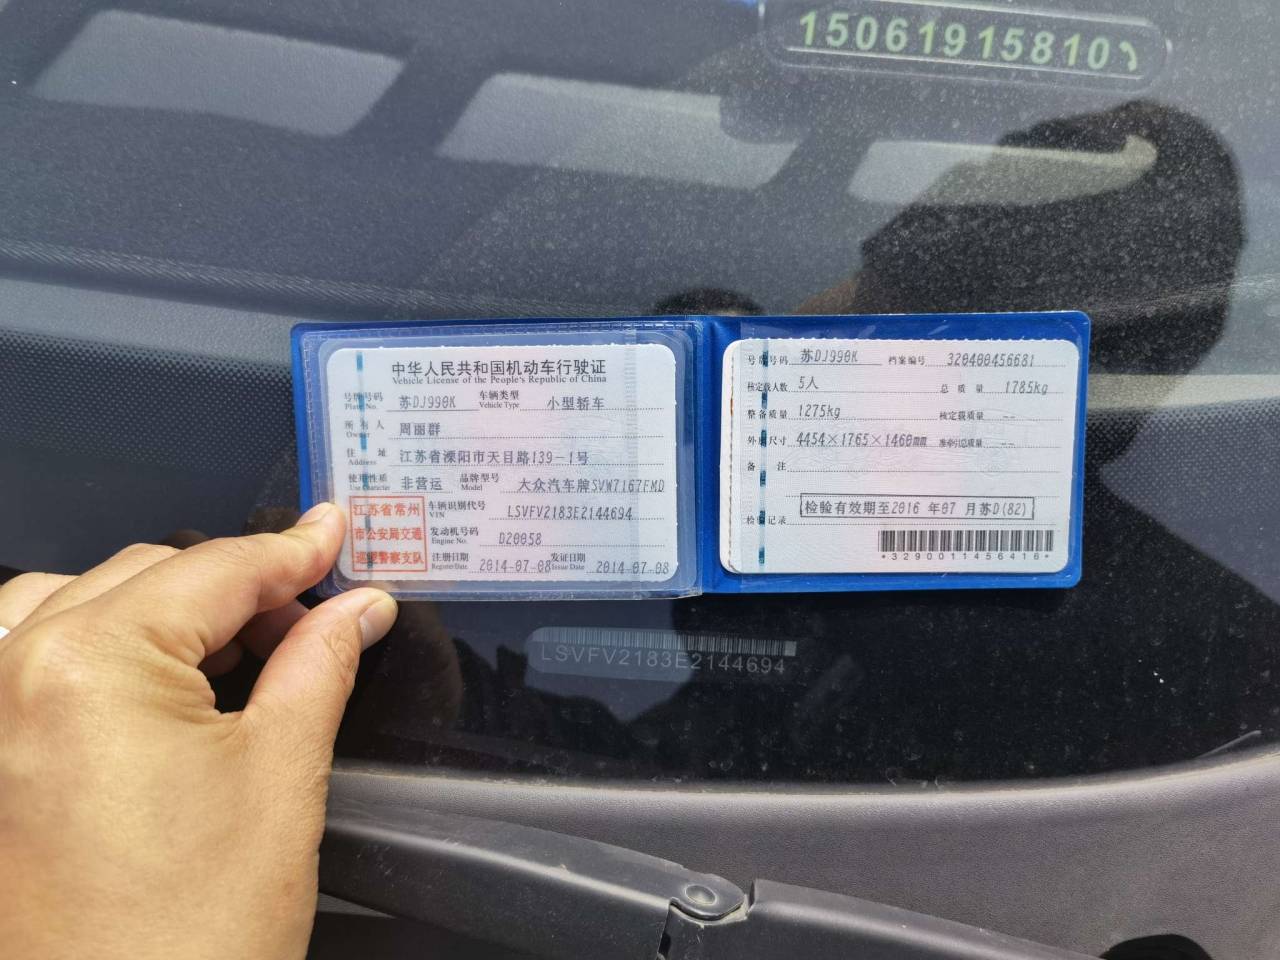 15061915810
中华人民共和国机动车行驶证
Vehicle License of the People's Republic of China
号牌号码 苏DJ990K 车辆类型 小型轿车
Plate No. Vehicle Type
所有人 周丽群
Owner
住址 江苏省溧阳市天目路139-1号
Address
使用性质 非营运 品牌型号 大众汽车牌SVW7167FMD
Use Character Model
江苏省常州
市公安局交通
巡逻警察支队
车辆识别代号 LSVFV2183E2144694
VIN
发动机号码 D20058
Engine No.
注册日期 2014-07-08 发证日期 2014-07-08
Register Date Issue Date
号牌号码 苏DJ990K 档案编号 320400456681
核定载人数 5人 总质量 1785kg
整备质量 1275kg 核定载质量 --
外廓尺寸 4454×1765×1460mm 准牵引总质量 --
备注
检验记录 检验有效期至2016年07月苏D(82)
*3290011456416*
LSVFV2183E2144694